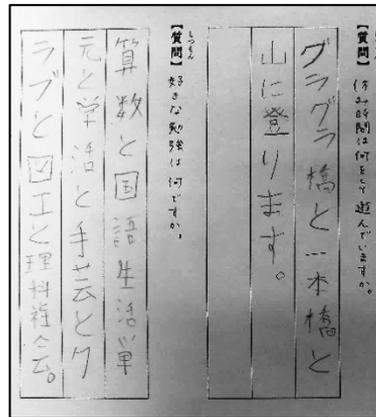 【質問】休み時間は何をして遊んでいますか。
グラグラ橋と一本橋と
山に登ります。
【質問】好きな勉強は何ですか。
算数と国語生活単
元と学活と手芸とク
ラブと図工と理科